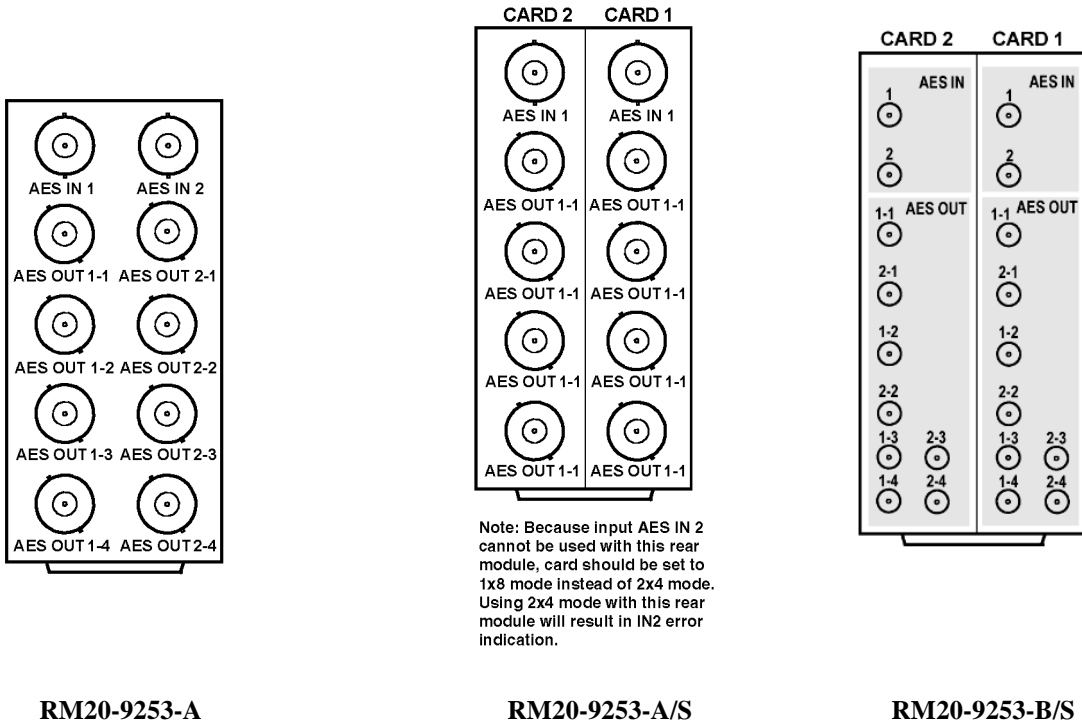 AES IN 1 AES IN 2
AES OUT 1-1 AES OUT 2-1
AES OUT 1-2 AES OUT 2-2
AES OUT 1-3 AES OUT 2-3
AES OUT 1-4 AES OUT 2-4
RM20-9253-A
CARD 2 CARD 1
AES IN 1 AES IN 1
AES OUT 1-1 AES OUT 1-1
AES OUT 1-1 AES OUT 1-1
AES OUT 1-1 AES OUT 1-1
AES OUT 1-1 AES OUT 1-1
Note: Because input AES IN 2
cannot be used with this rear
module, card should be set to
1x8 mode instead of 2x4 mode.
Using 2x4 mode with this rear
module will result in IN2 error
indication.
RM20-9253-A/S
CARD 2 CARD 1
AES IN AES IN
1 1
2 2
1-1 AES OUT 1-1 AES OUT
2-1 2-1
1-2 1-2
2-2 2-2
1-3 2-3 1-3 2-3
1-4 2-4 1-4 2-4
RM20-9253-B/S